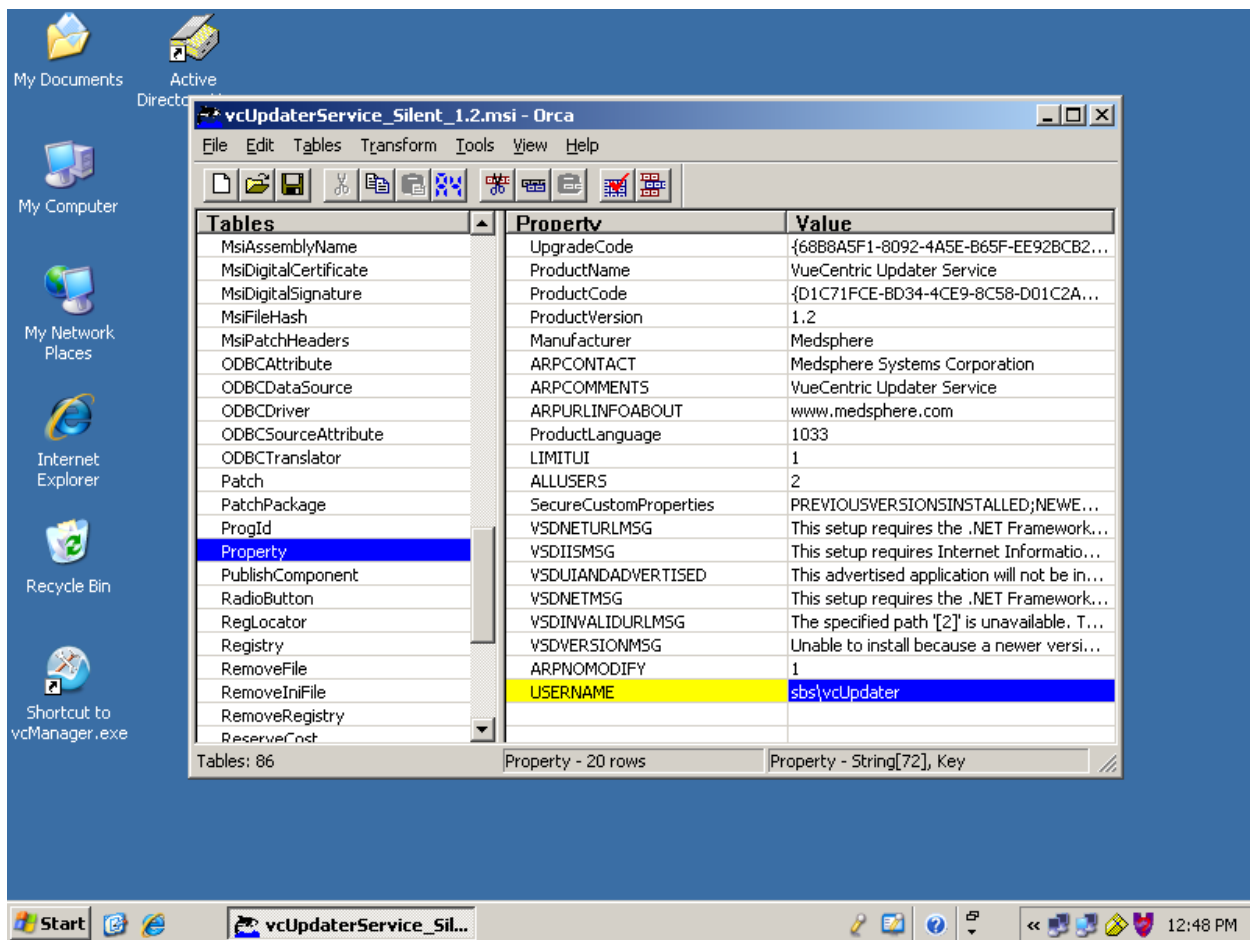 My Documents
Active
Directo
My Computer
My Network
Places
Internet
Explorer
Recycle Bin
Shortcut to
vcManager.exe
vcUpdaterService_Silent_1.2.msi - Orca
File Edit Tables Transform Tools View Help
Tables Property Value
MsiAssemblyName UpgradeCode {68B8A5F1-8092-4A5E-B65F-EE92BCB2...
MsiDigitalCertificate ProductName VueCentric Updater Service
MsiDigitalSignature ProductCode {D1C71FCE-BD34-4CE9-8C58-D01C2A...
MsiFileHash ProductVersion 1.2
MsiPatchHeaders Manufacturer Medsphere
ODBCAttribute ARPCONTACT Medsphere Systems Corporation
ODBCDataSource ARPCOMMENTS VueCentric Updater Service
ODBCDriver ARPURLINFOABOUT www.medsphere.com
ODBCSourceAttribute ProductLanguage 1033
ODBCTranslator LIMITUI 1
Patch ALLUSERS 2
PatchPackage SecureCustomProperties PREVIOUSVERSIONSINSTALLED;NEWE...
ProgId VSDNETURLMSG This setup requires the .NET Framework...
Property VSDIISMSG This setup requires Internet Informatio...
PublishComponent VSDUIANDADVERTISED This advertised application will not be in...
RadioButton VSDNETMSG This setup requires the .NET Framework...
RegLocator VSDINVALIDURLMSG The specified path '[2]' is unavailable. T...
Registry VSDVERSIONMSG Unable to install because a newer versi...
RemoveFile ARPNOMODIFY 1
RemoveIniFile USERNAME sbs\vcUpdater
RemoveRegistry
ReserveCost
Tables: 86 Property - 20 rows Property - String[72], Key
Start vcUpdaterService_Sil... « 12:48 PM